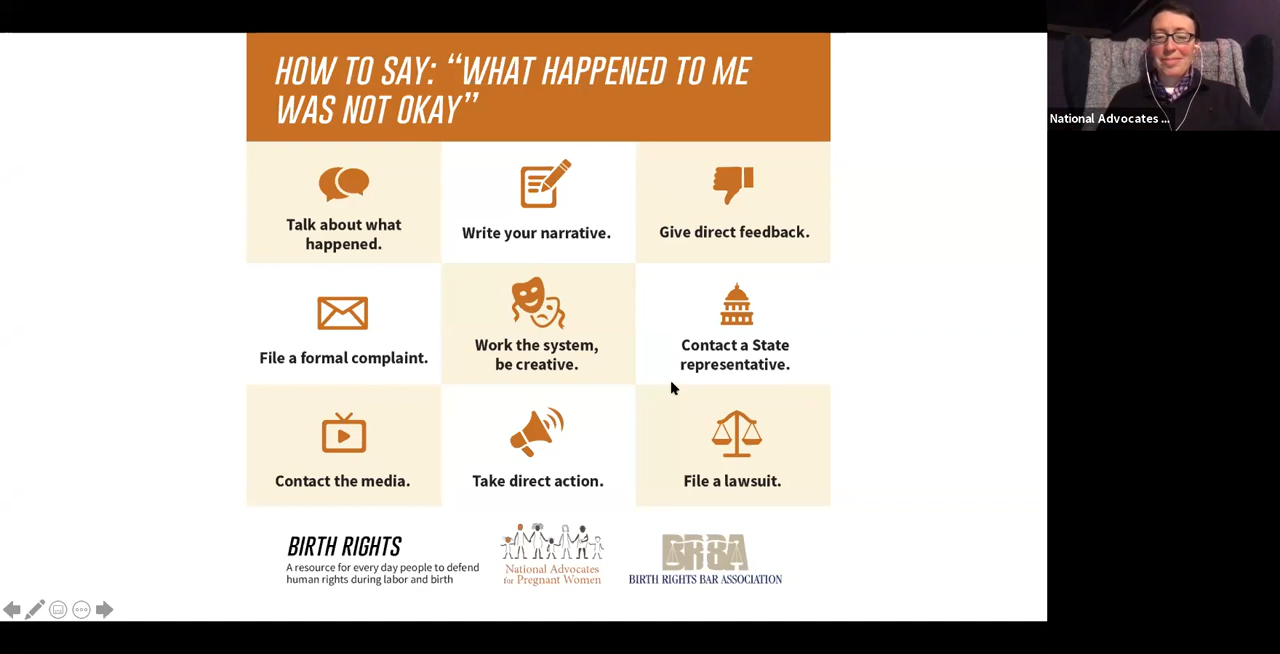 HOW TO SAY: “WHAT HAPPENED TO ME
WAS NOT OKAY”
Talk about what
happened.
Write your narrative.
Give direct feedback.
File a formal complaint.
Work the system,
be creative.
Contact a State
representative.
Contact the media.
Take direct action.
File a lawsuit.
BIRTH RIGHTS
A resource for every day people to defend
human rights during labor and birth
National Advocates
for Pregnant Women
BRBA
BIRTH RIGHTS BAR ASSOCIATION
National Advocates ...